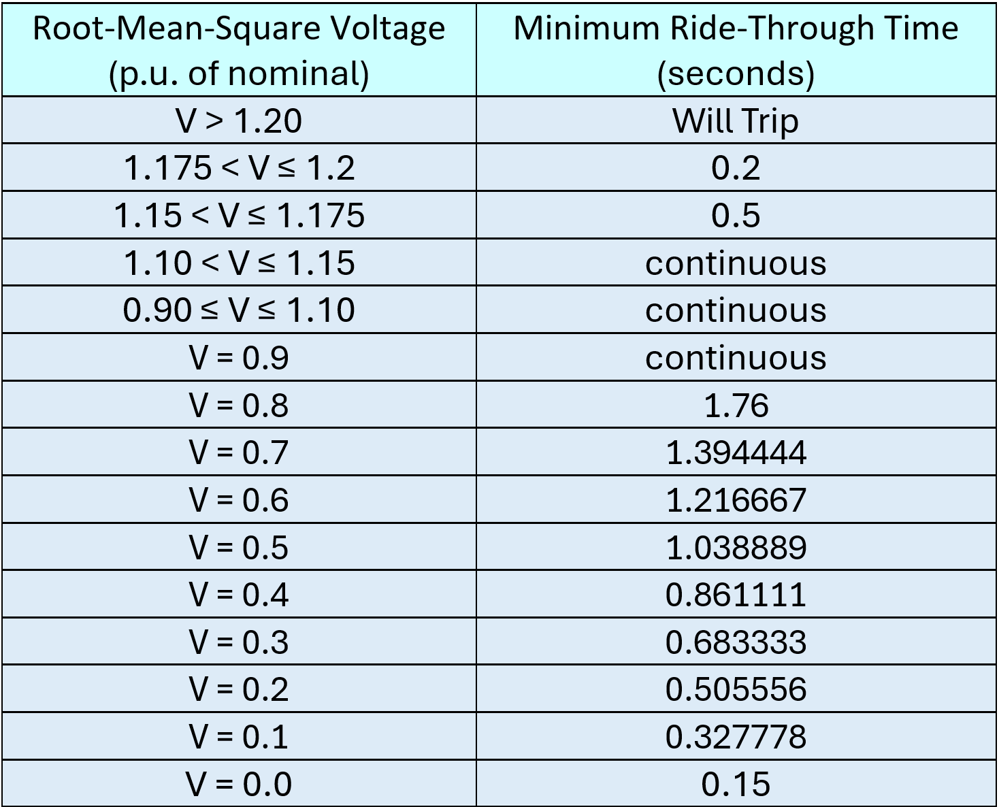 Root-Mean-Square Voltage
(p.u. of nominal)
Minimum Ride-Through Time
(seconds)
V > 1.20
Will Trip
1.175 < V ≤ 1.2
0.2
1.15 < V ≤ 1.175
0.5
1.10 < V ≤ 1.15
continuous
0.90 ≤ V ≤ 1.10
continuous
V = 0.9
continuous
V = 0.8
1.76
V = 0.7
1.394444
V = 0.6
1.216667
V = 0.5
1.038889
V = 0.4
0.861111
V = 0.3
0.683333
V = 0.2
0.505556
V = 0.1
0.327778
V = 0.0
0.15